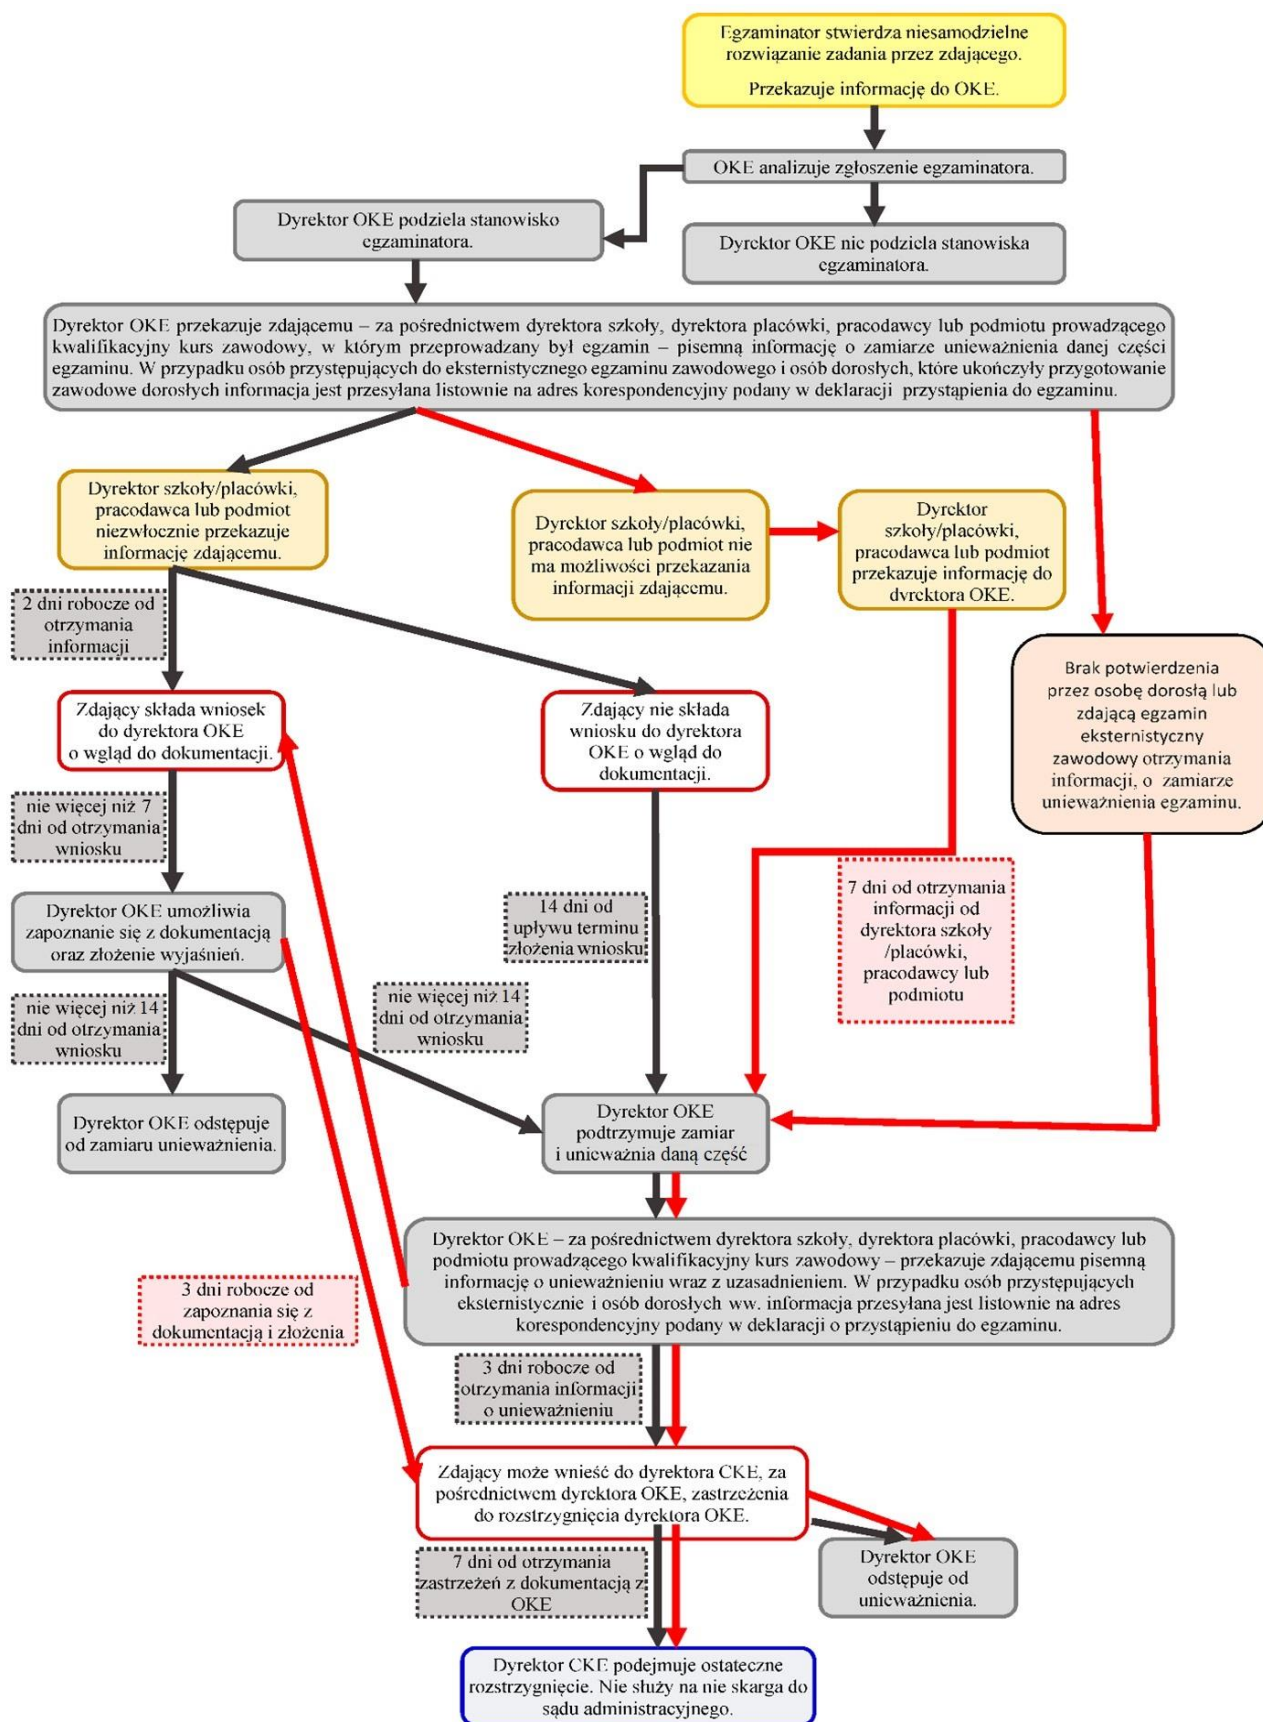 Egzaminator stwierdza niesamodzielne
rozwiązanie zadania przez zdającego.
Przekazuje informację do OKE.
OKE analizuje zgłoszenie egzaminatora.
Dyrektor OKE podziela stanowisko
egzaminatora.
Dyrektor OKE nie podziela stanowiska
egzaminatora.
Dyrektor OKE przekazuje zdającemu – za pośrednictwem dyrektora szkoły, dyrektora placówki, pracodawcy lub podmiotu prowadzącego
kwalifikacyjny kurs zawodowy, w którym przeprowadzany był egzamin – pisemną informację o zamiarze unieważnienia danej części
egzaminu. W przypadku osób przystępujących do eksternistycznego egzaminu zawodowego i osób dorosłych, które ukończyły przygotowanie
zawodowe dorosłych informacja jest przesyłana listownie na adres korespondencyjny podany w deklaracji przystąpienia do egzaminu.
Dyrektor szkoły/placówki,
pracodawca lub podmiot
niezwłocznie przekazuje
informację zdającemu.
Dyrektor szkoły/placówki,
pracodawca lub podmiot nie
ma możliwości przekazania
informacji zdającemu.
Dyrektor
szkoły/placówki,
pracodawca lub podmiot
przekazuje informację do
dyrektora OKE.
2 dni robocze od
otrzymania
informacji
Brak potwierdzenia
przez osobę dorosłą lub
zdającą egzamin
eksternistyczny
zawodowy otrzymania
informacji, o zamiarze
unieważnienia egzaminu.
Zdający składa wniosek
do dyrektora OKE
o wgląd do dokumentacji.
Zdający nie składa
wniosku do dyrektora
OKE o wgląd do
dokumentacji.
nie więcej niż 7
dni od otrzymania
wniosku
Dyrektor OKE umożliwia
zapoznanie się z dokumentacją
oraz złożenie wyjaśnień.
14 dni od
upływu terminu
złożenia wniosku
7 dni od otrzymania
informacji od
dyrektora szkoły
/placówki,
pracodawcy lub
podmiotu
nie więcej niż 14
dni od otrzymania
wniosku
nie więcej niż 14
dni od otrzymania
wniosku
Dyrektor OKE odstępuje
od zamiaru unieważnienia.
Dyrektor OKE
podtrzymuje zamiar
i unieważnia daną część
Dyrektor OKE – za pośrednictwem dyrektora szkoły, dyrektora placówki, pracodawcy lub
podmiotu prowadzącego kwalifikacyjny kurs zawodowy – przekazuje zdającemu pisemną
informację o unieważnieniu wraz z uzasadnieniem. W przypadku osób przystępujących
eksternistycznie i osób dorosłych ww. informacja przesyłana jest listownie na adres
korespondencyjny podany w deklaracji o przystąpieniu do egzaminu.
3 dni robocze od
zapoznania się z
dokumentacją i złożenia
3 dni robocze od
otrzymania informacji
o unieważnieniu
Zdający może wnieść do dyrektora CKE, za
pośrednictwem dyrektora OKE, zastrzeżenia
do rozstrzygnięcia dyrektora OKE.
7 dni od otrzymania
zastrzeżeń z dokumentacją z
OKE
Dyrektor OKE
odstępuje od
unieważnienia.
Dyrektor CKE podejmuje ostateczne
rozstrzygnięcie. Nie służy na nie skarga do
sądu administracyjnego.